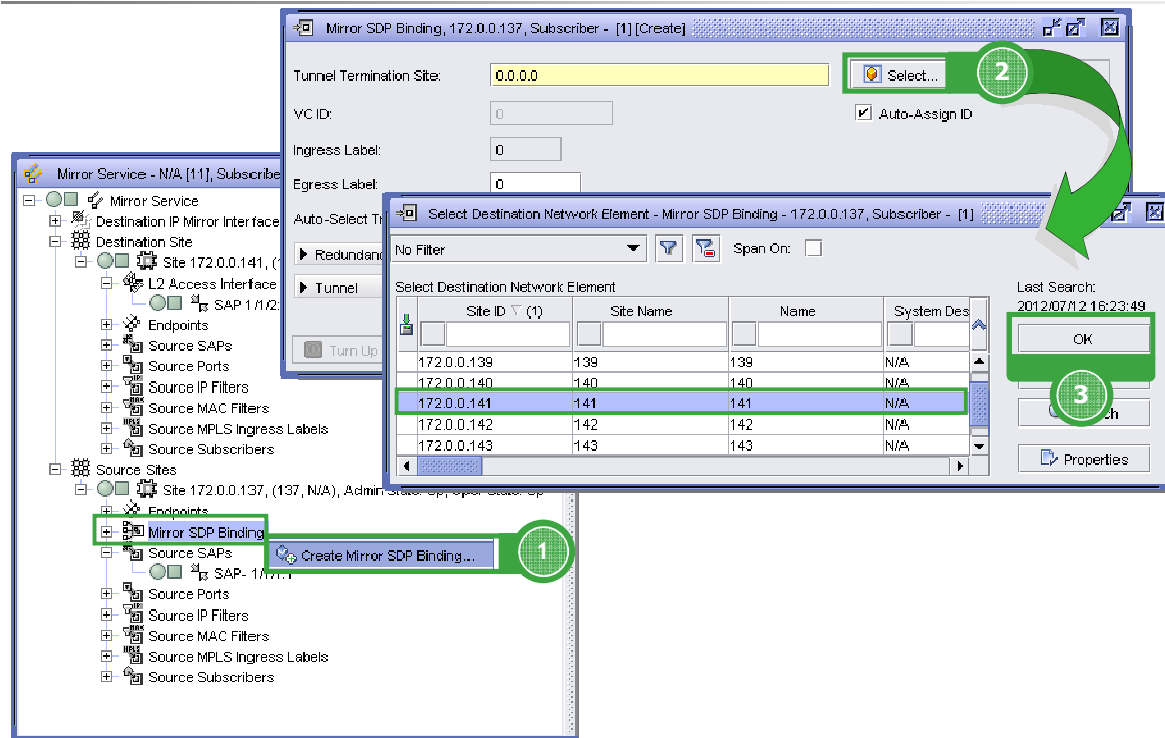 Mirror SDP Binding, 172.0.0.137, Subscriber - [1] [Create]
Tunnel Termination Site: 0.0.0.0 Select...
2
VC ID: 0 Auto-Assign ID
Ingress Label: 0
Egress Label: 0
Auto-Select
Tunnel
Turn Up
Mirror Service - N/A [11],
Mirror Service
Destination IP Mirror Interface
Destination Site
Site 172.0.0.141,
L2 Access Interface
SAP 1/1/2:
Endpoints
Source SAPs
Source Ports
Source IP Filters
Source MAC Filters
Source MPLS Ingress Labels
Source Subscribers
Source Sites
Site 172.0.0.137, (137, N/A), Admin State: Up, Oper State: Up
Endpoints
Mirror SDP Binding
Source SAPs
SAP- 1/1/1:1
Source Ports
Source IP Filters
Source MAC Filters
Source MPLS Ingress Labels
Source Subscribers
Create Mirror SDP Binding...
1
Select Destination Network Element - Mirror SDP Binding - 172.0.0.137, Subscriber - [1]
No Filter Span On:
Select Destination Network Element
Site ID (1) Site Name Name System Des
172.0.0.139 139 139 N/A
172.0.0.140 140 140 N/A
172.0.0.141 141 141 N/A
172.0.0.142 142 142 N/A
172.0.0.143 143 143 N/A
Last Search:
2012/07/12 16:23:49
OK
3
Properties